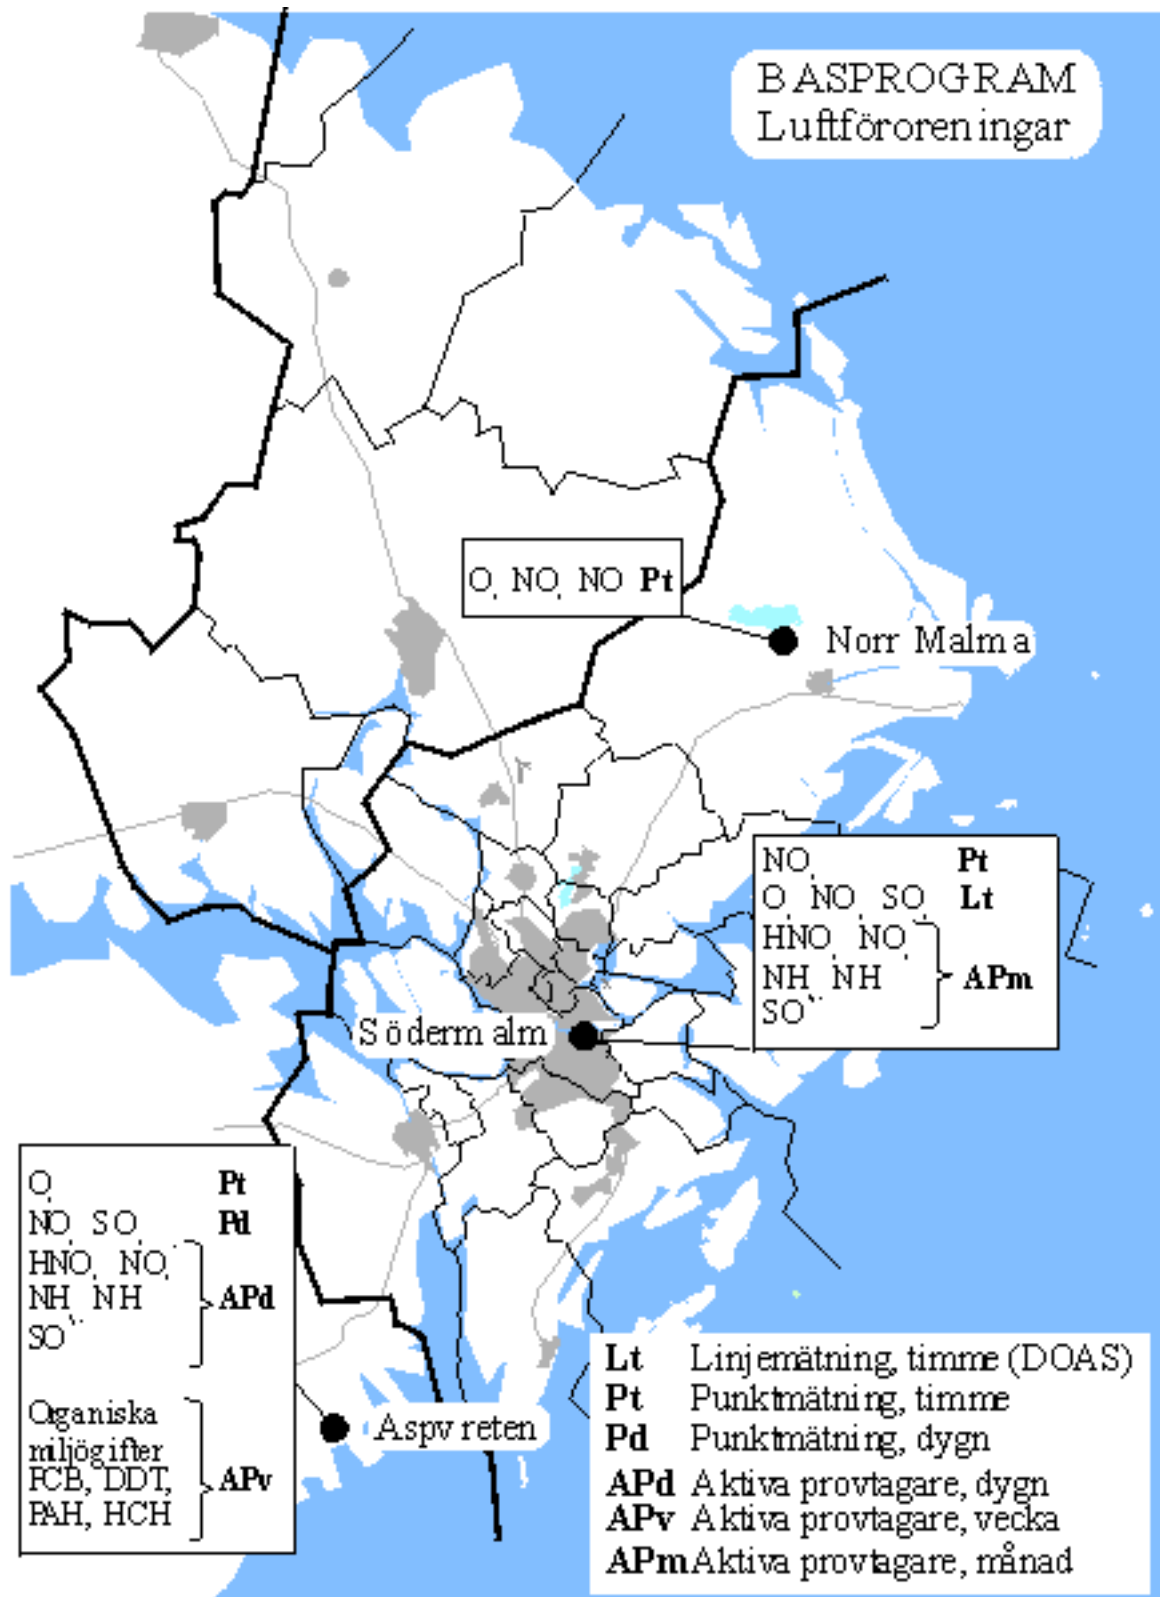 BASPROGRAM
Luftföroreningar
O, NO, NO Pt
Norr Malma
NO, Pt
O, NO, SO, Lt
HNO, NO,
NH, NH APm
SO
Södermalm
O, Pt
NO, SO, Pd
HNO, NO,
NH, NH APd
SO
Organiska
miljögifter
PCB, DDT, APv
PAH, HCH
Aspvreten
Lt Linjemätning, timme (DOAS)
Pt Punktmätning, timme
Pd Punktmätning, dygn
APd Aktiva provtagare, dygn
APv Aktiva provtagare, vecka
APm Aktiva provtagare, månad